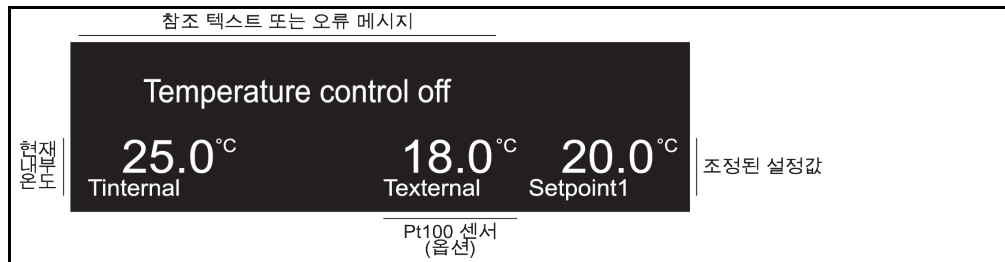 참조 텍스트 또는 오류 메시지
Temperature control off
현재
내부
온도
25.0°C
Tinternal
18.0°C
Texternal
20.0°C
Setpoint1
조정된 설정값
Pt100 센서
(옵션)